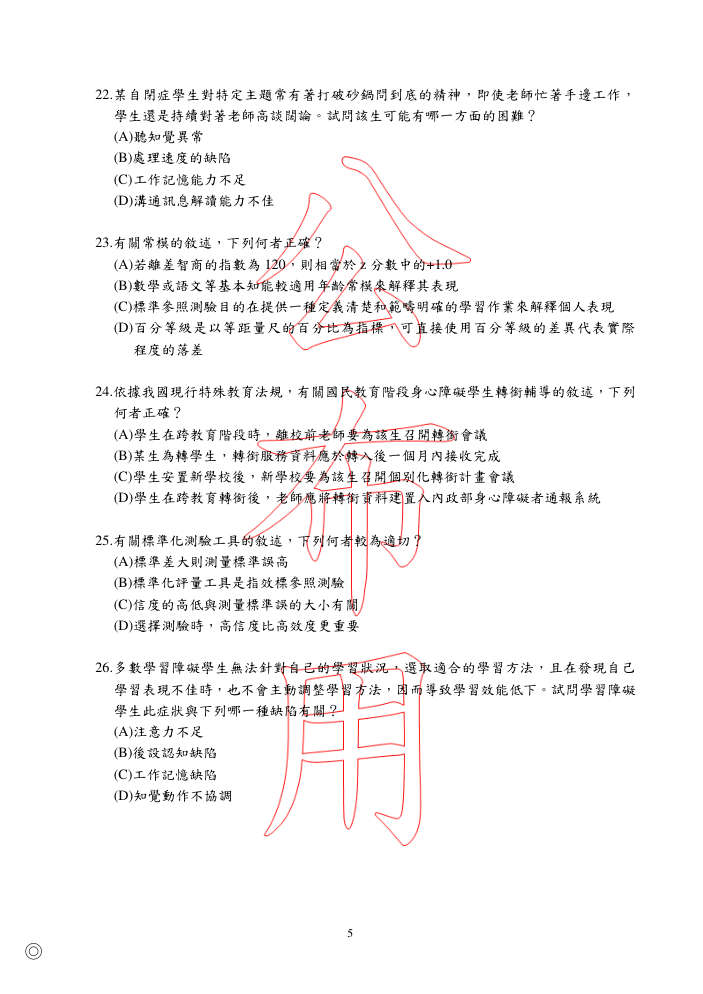 22.某自閉症學生對特定主題常有著打破砂鍋問到底的精神，即使老師忙著手邊工作，
學生還是持續對著老師高談闊論。試問該生可能有哪一方面的困難？
(A)聽知覺異常
(B)處理速度的缺陷
(C)工作記憶能力不足
(D)溝通訊息解讀能力不佳
23.有關常模的敘述，下列何者正確？
(A)若離差智商的指數為 120，則相當於 z 分數中的+1.0
(B)數學或語文等基本知能較適用年齡常模來解釋其表現
(C)標準參照測驗目的在提供一種定義清楚和範疇明確的學習作業來解釋個人表現
(D)百分等級是以等距量尺的百分比為指標，可直接使用百分等級的差異代表實際
程度的落差
24.依據我國現行特殊教育法規，有關國民教育階段身心障礙學生轉銜輔導的敘述，下列
何者正確？
(A)學生在跨教育階段時，離校前老師要為該生召開轉銜會議
(B)某生為轉學生，轉銜服務資料應於轉入後一個月內接收完成
(C)學生安置新學校後，新學校要為該生召開個別化轉銜計畫會議
(D)學生在跨教育轉銜後，老師應將轉銜資料建置入內政部身心障礙者通報系統
25.有關標準化測驗工具的敘述，下列何者較為適切？
(A)標準差大則測量標準誤高
(B)標準化評量工具是指效標參照測驗
(C)信度的高低與測量標準誤的大小有關
(D)選擇測驗時，高信度比高效度更重要
26.多數學習障礙學生無法針對自己的學習狀況，選取適合的學習方法，且在發現自己
學習表現不佳時，也不會主動調整學習方法，因而導致學習效能低下。試問學習障礙
學生此症狀與下列哪一種缺陷有關？
(A)注意力不足
(B)後設認知缺陷
(C)工作記憶缺陷
(D)知覺動作不協調
公布用
5